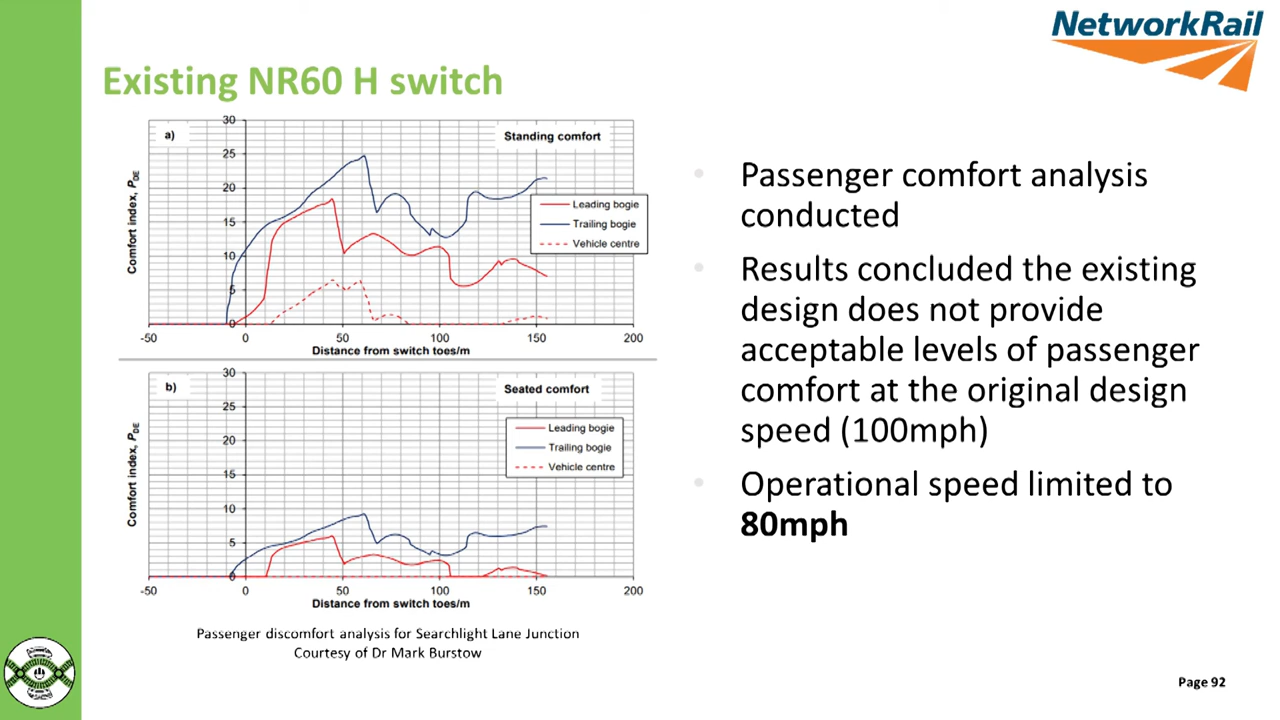 NetworkRail
Existing NR60 H switch
a)
Standing comfort
30
25
20
15
10
5
0
Comfort index, PDE
Leading bogie
Trailing bogie
Vehicle centre
-50
0
50
100
150
200
Distance from switch toes/m
b)
Seated comfort
30
25
20
15
10
5
0
Comfort index, PDE
Leading bogie
Trailing bogie
Vehicle centre
-50
0
50
100
150
200
Distance from switch toes/m
Passenger discomfort analysis for Searchlight Lane Junction
Courtesy of Dr Mark Burstow
• Passenger comfort analysis
conducted
• Results concluded the existing
design does not provide
acceptable levels of passenger
comfort at the original design
speed (100mph)
• Operational speed limited to
80mph
Page 92